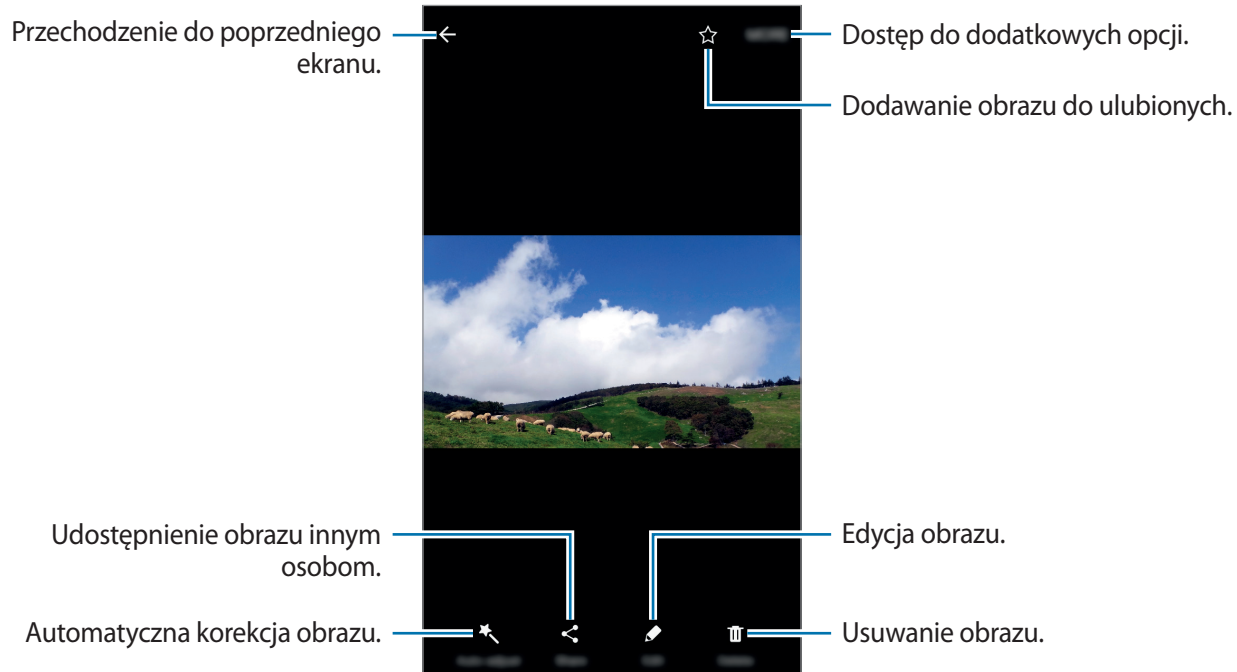 Przechodzenie do poprzedniego
ekranu.
Dostęp do dodatkowych opcji.
Dodawanie obrazu do ulubionych.
Udostępnienie obrazu innym
osobom.
Edycja obrazu.
Automatyczna korekcja obrazu.
Usuwanie obrazu.